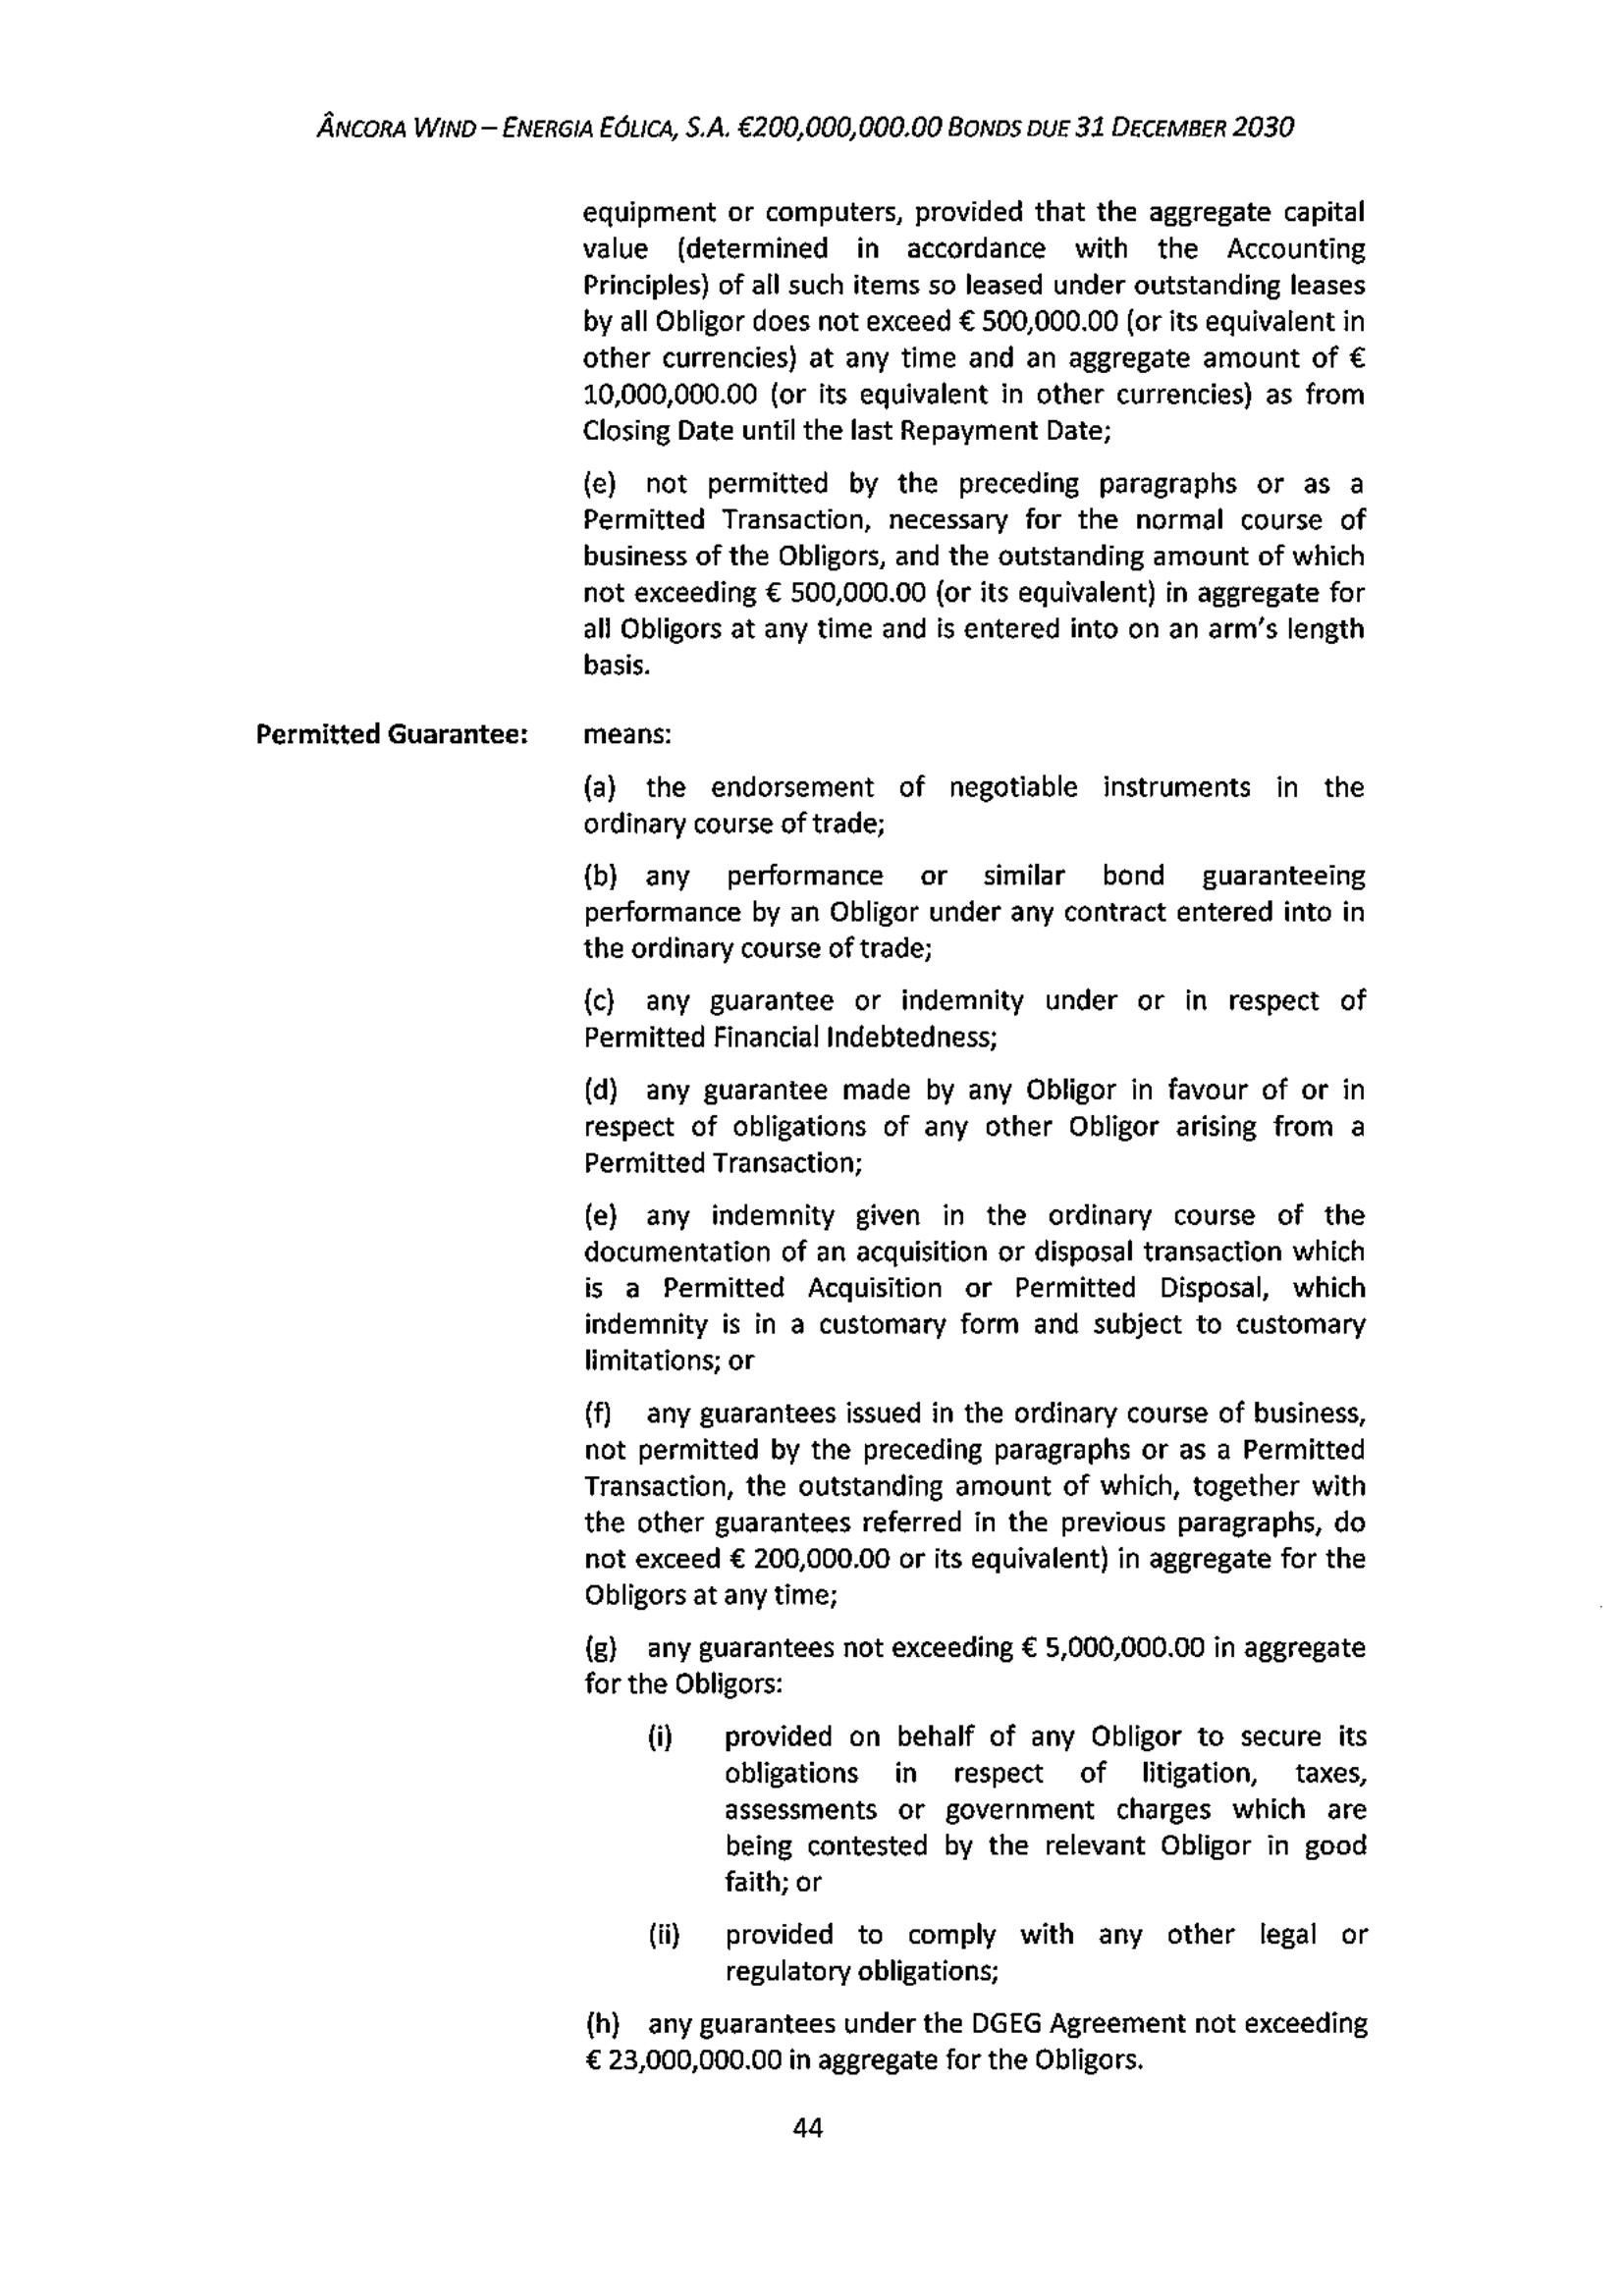 ÂNCORA WIND – ENERGIA EÓLICA, S.A. €200,000,000.00 BONDS DUE 31 DECEMBER 2030
equipment or computers, provided that the aggregate capital
value (determined in accordance with the Accounting
Principles) of all such items so leased under outstanding leases
by all Obligor does not exceed € 500,000.00 (or its equivalent in
other currencies) at any time and an aggregate amount of €
10,000,000.00 (or its equivalent in other currencies) as from
Closing Date until the last Repayment Date;
(e) not permitted by the preceding paragraphs or as a
Permitted Transaction, necessary for the normal course of
business of the Obligors, and the outstanding amount of which
not exceeding € 500,000.00 (or its equivalent) in aggregate for
all Obligors at any time and is entered into on an arm's length
basis.
Permitted Guarantee: means:
(a) the endorsement of negotiable instruments in the
ordinary course of trade;
(b) any performance or similar bond guaranteeing
performance by an Obligor under any contract entered into in
the ordinary course of trade;
(c) any guarantee or indemnity under or in respect of
Permitted Financial Indebtedness;
(d) any guarantee made by any Obligor in favour of or in
respect of obligations of any other Obligor arising from a
Permitted Transaction;
(e) any indemnity given in the ordinary course of the
documentation of an acquisition or disposal transaction which
is a Permitted Acquisition or Permitted Disposal, which
indemnity is in a customary form and subject to customary
limitations; or
(f) any guarantees issued in the ordinary course of business,
not permitted by the preceding paragraphs or as a Permitted
Transaction, the outstanding amount of which, together with
the other guarantees referred in the previous paragraphs, do
not exceed € 200,000.00 or its equivalent) in aggregate for the
Obligors at any time;
(g) any guarantees not exceeding € 5,000,000.00 in aggregate
for the Obligors:
(i) provided on behalf of any Obligor to secure its
obligations in respect of litigation, taxes,
assessments or government charges which are
being contested by the relevant Obligor in good
faith; or
(ii) provided to comply with any other legal or
regulatory obligations;
(h) any guarantees under the DGEG Agreement not exceeding
€ 23,000,000.00 in aggregate for the Obligors.
44